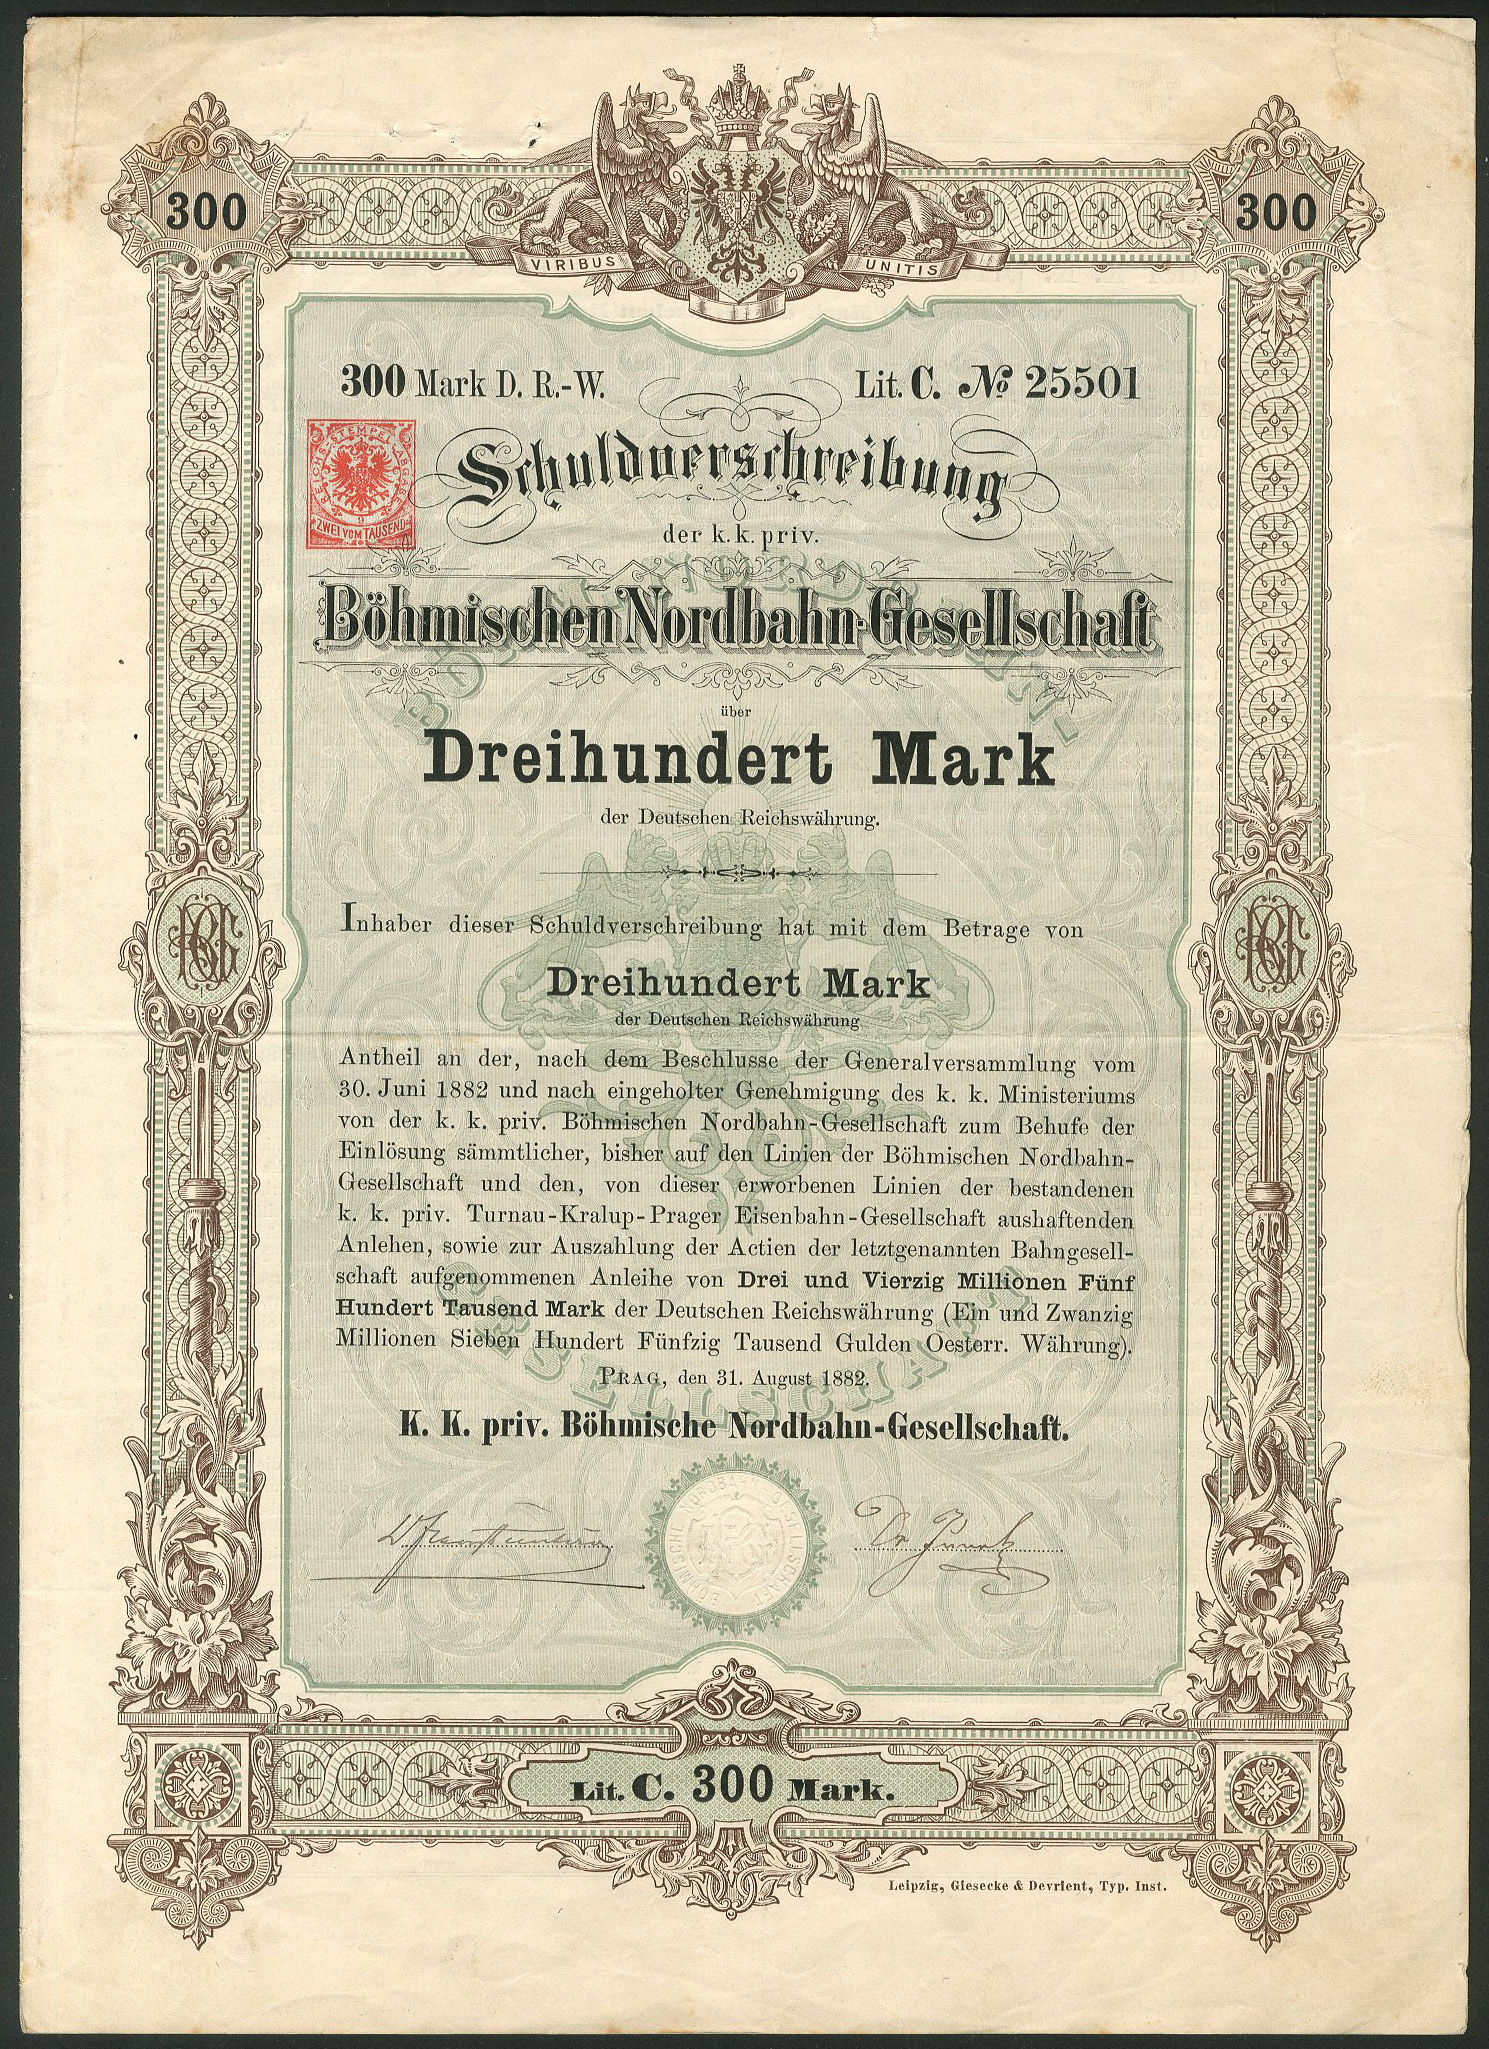 300
300
VIRIBUS
UNITIS
300 Mark D. R.-W.
Lit. C. No 25501
REICHS-STEMPEL ABGABE
ZWEI VOM TAUSEND
Schuldverschreibung
der k. k. priv.
Böhmischen Nordbahn-Gesellschaft
über
Dreihundert Mark
der Deutschen Reichswährung.
Inhaber dieser Schuldverschreibung hat mit dem Betrage von
Dreihundert Mark
der Deutschen Reichswährung
Antheil an der, nach dem Beschlusse der Generalversammlung vom
30. Juni 1882 und nach eingeholter Genehmigung des k. k. Ministeriums
von der k. k. priv. Böhmischen Nordbahn-Gesellschaft zum Behufe der
Einlösung sämmtlicher, bisher auf den Linien der Böhmischen Nordbahn-
Gesellschaft und den, von dieser erworbenen Linien der bestandenen
k. k. priv. Turnau-Kralup-Prager Eisenbahn-Gesellschaft aushaftenden
Anlehen, sowie zur Auszahlung der Actien der letztgenannten Bahngesell-
schaft aufgenommenen Anleihe von Drei und Vierzig Millionen Fünf
Hundert Tausend Mark der Deutschen Reichswährung (Ein und Zwanzig
Millionen Sieben Hundert Fünfzig Tausend Gulden Oesterr. Währung).
PRAG, den 31. August 1882.
K. K. priv. Böhmische Nordbahn-Gesellschaft.
BÖHMISCHE NORDBAHN GESELLSCHAFT
Dr
Lit. C. 300 Mark.
Leipzig, Giesecke & Devrient, Typ. Inst.